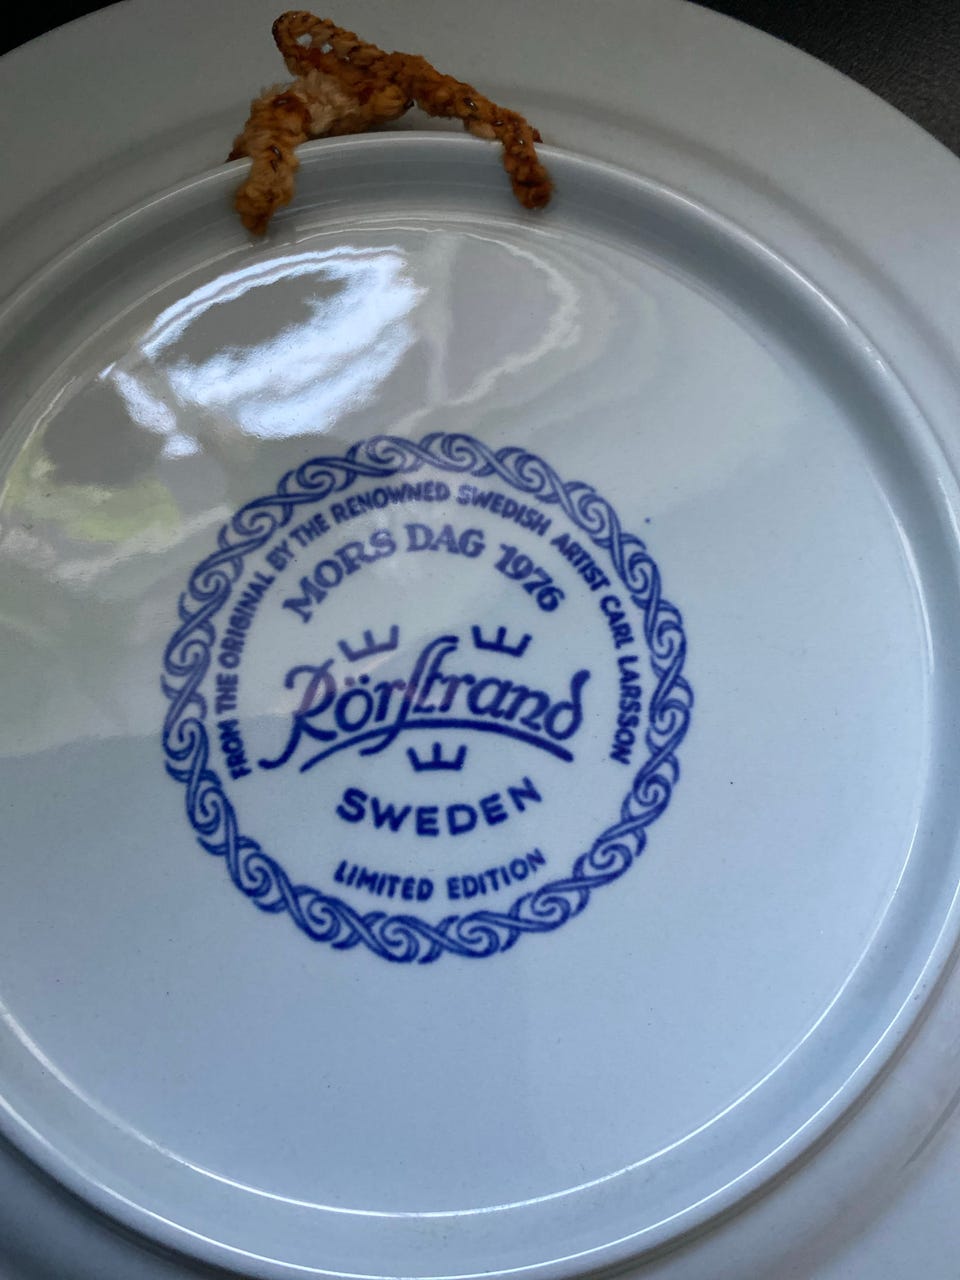 FROM THE ORIGINAL BY THE RENOWNED SWEDISH ARTIST CARL LARSSON
MORS DAG 1976
Rörstrand
SWEDEN
LIMITED EDITION